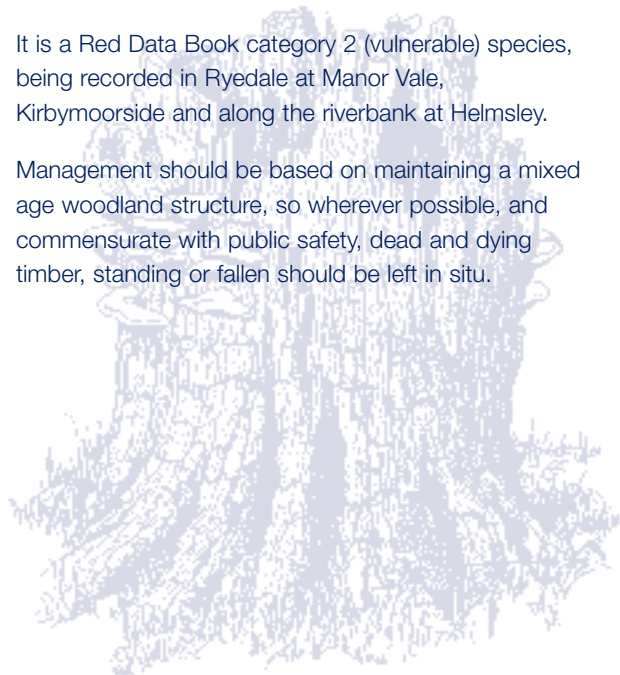 It is a Red Data Book category 2 (vulnerable) species,
being recorded in Ryedale at Manor Vale,
Kirbymoorside and along the riverbank at Helmsley.
Management should be based on maintaining a mixed
age woodland structure, so wherever possible, and
commensurate with public safety, dead and dying
timber, standing or fallen should be left in situ.